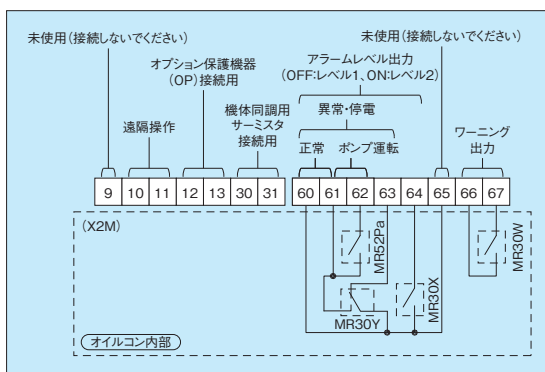 未使用(接続しないでください)
未使用(接続しないでください)
オプション保護機器
(OP)接続用
アラームレベル出力
(OFF:レベル1、ON:レベル2)
機体同調用
サーミスタ
接続用
異常・停電
遠隔操作
正常
ポンプ運転
ワーニング
出力
9 10 11 12 13 30 31 60 61 62 63 64 65 66 67
(X2M)
MR52Pa
MR30W
MR30X
MR30Y
オイルコン内部